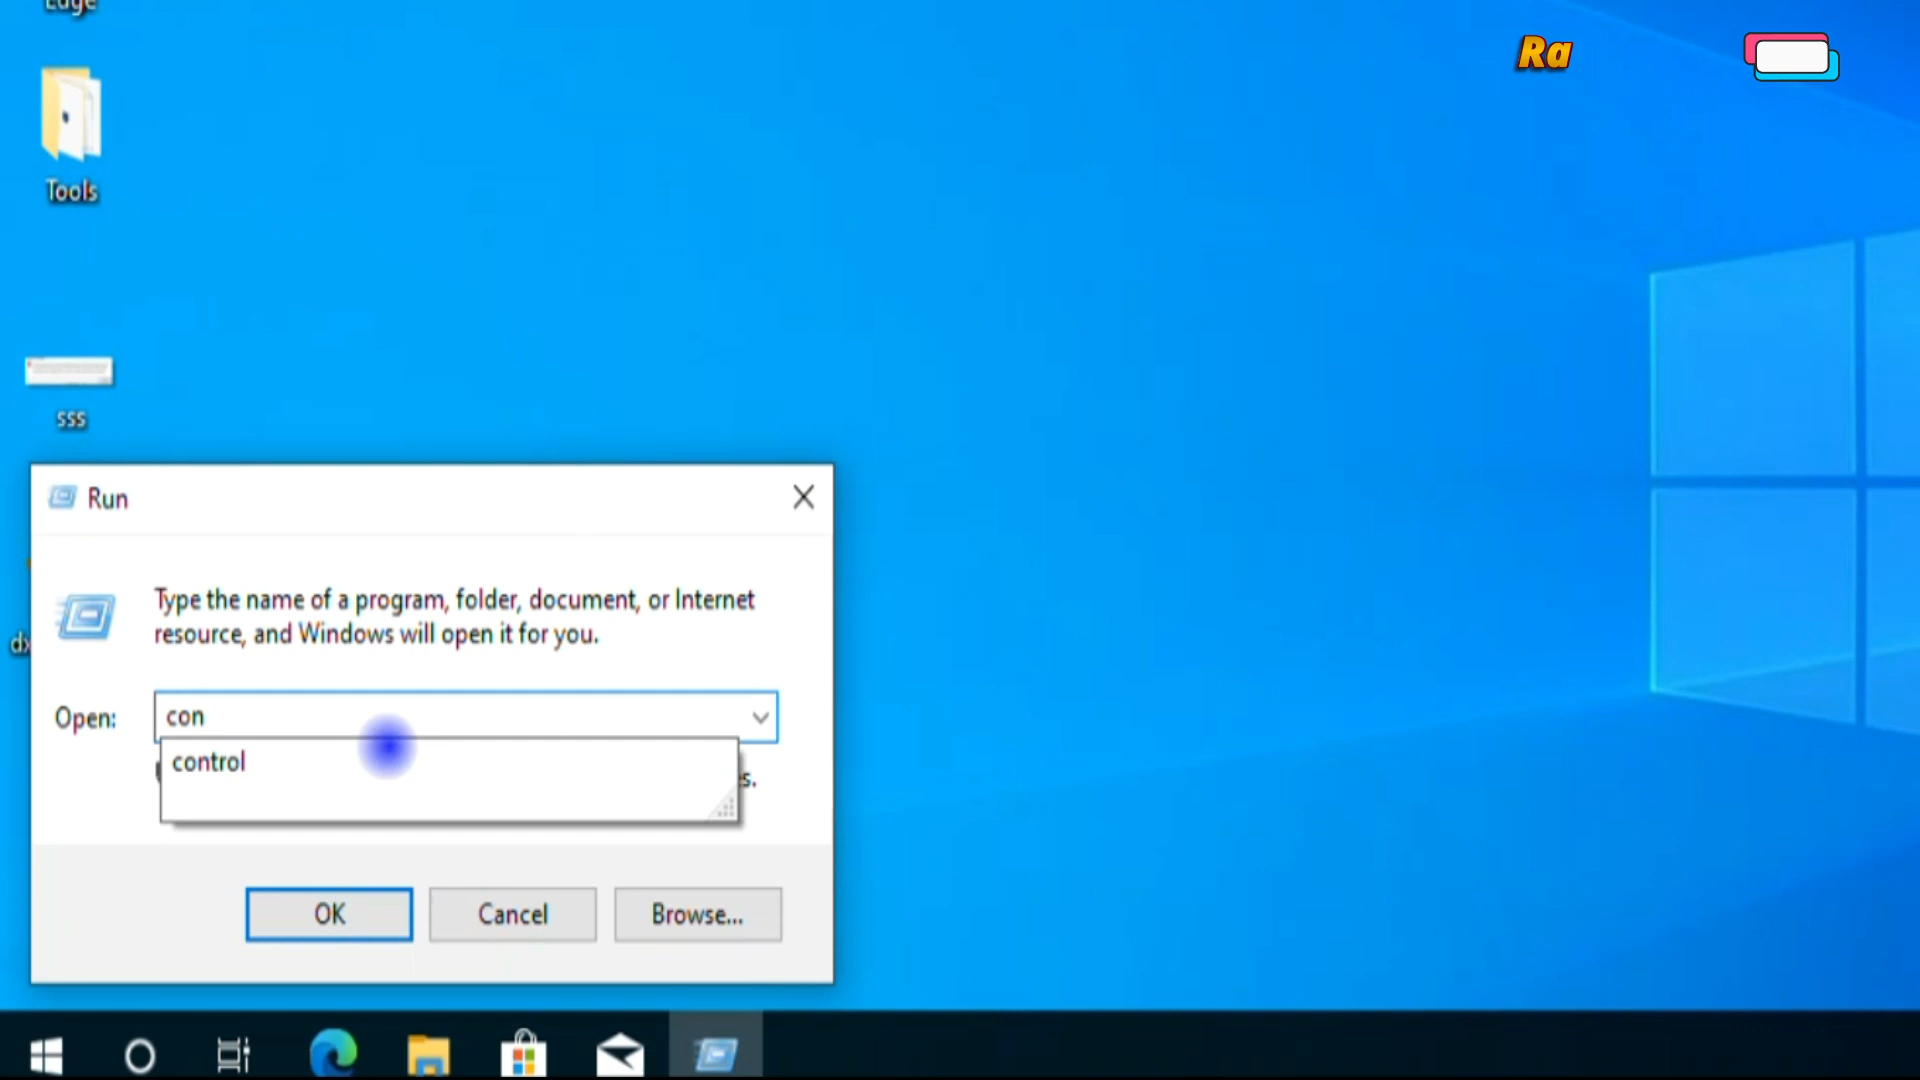 Edge
Ra
Tools
sss
Run
Type the name of a program, folder, document, or Internet
resource, and Windows will open it for you.
Open:
con
control
s.
OK
Cancel
Browse...